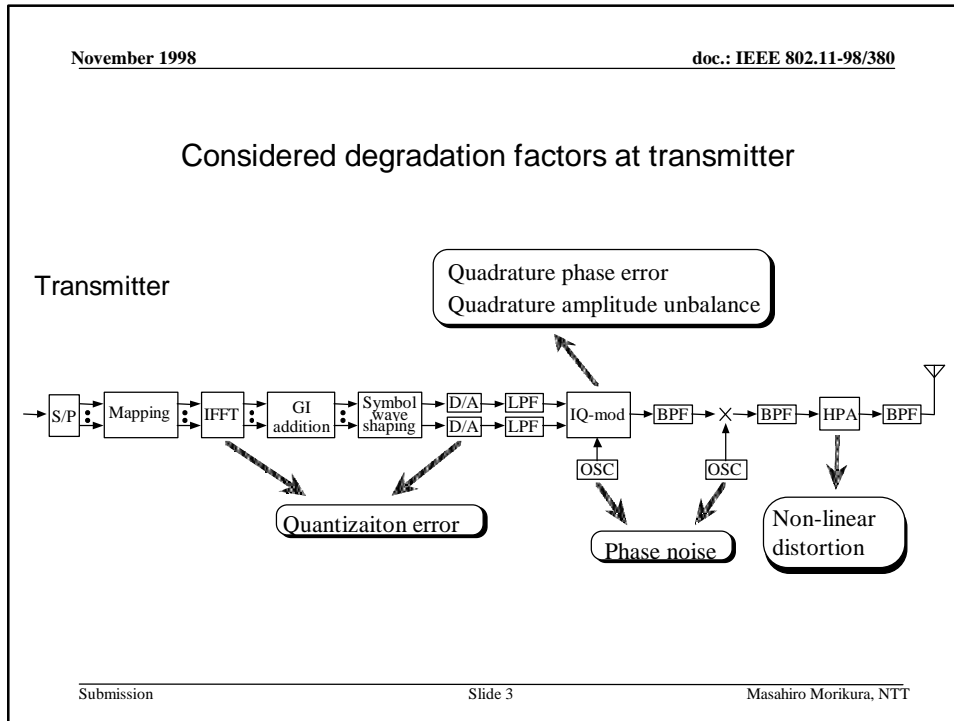 November 1998 doc.: IEEE 802.11-98/380
Considered degradation factors at transmitter
Transmitter
Quadrature phase error
Quadrature amplitude unbalance
S/P
Mapping
IFFT
GI
addition
Symbol
wave
shaping
D/A
D/A
LPF
LPF
IQ-mod
BPF
×
BPF
HPA
BPF
OSC
OSC
Quantizaiton error
Phase noise
Non-linear
distortion
Submission Slide 3 Masahiro Morikura, NTT